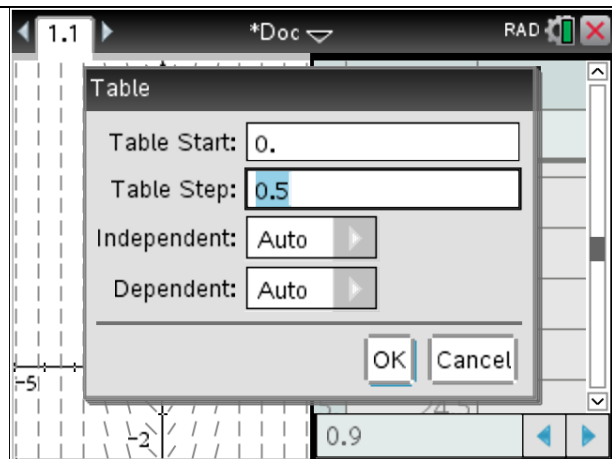 1.1 *Doc RAD
Table
Table Start: 0.
Table Step: 0.5
Independent: Auto
Dependent: Auto
OK Cancel
-5
-2
0.9